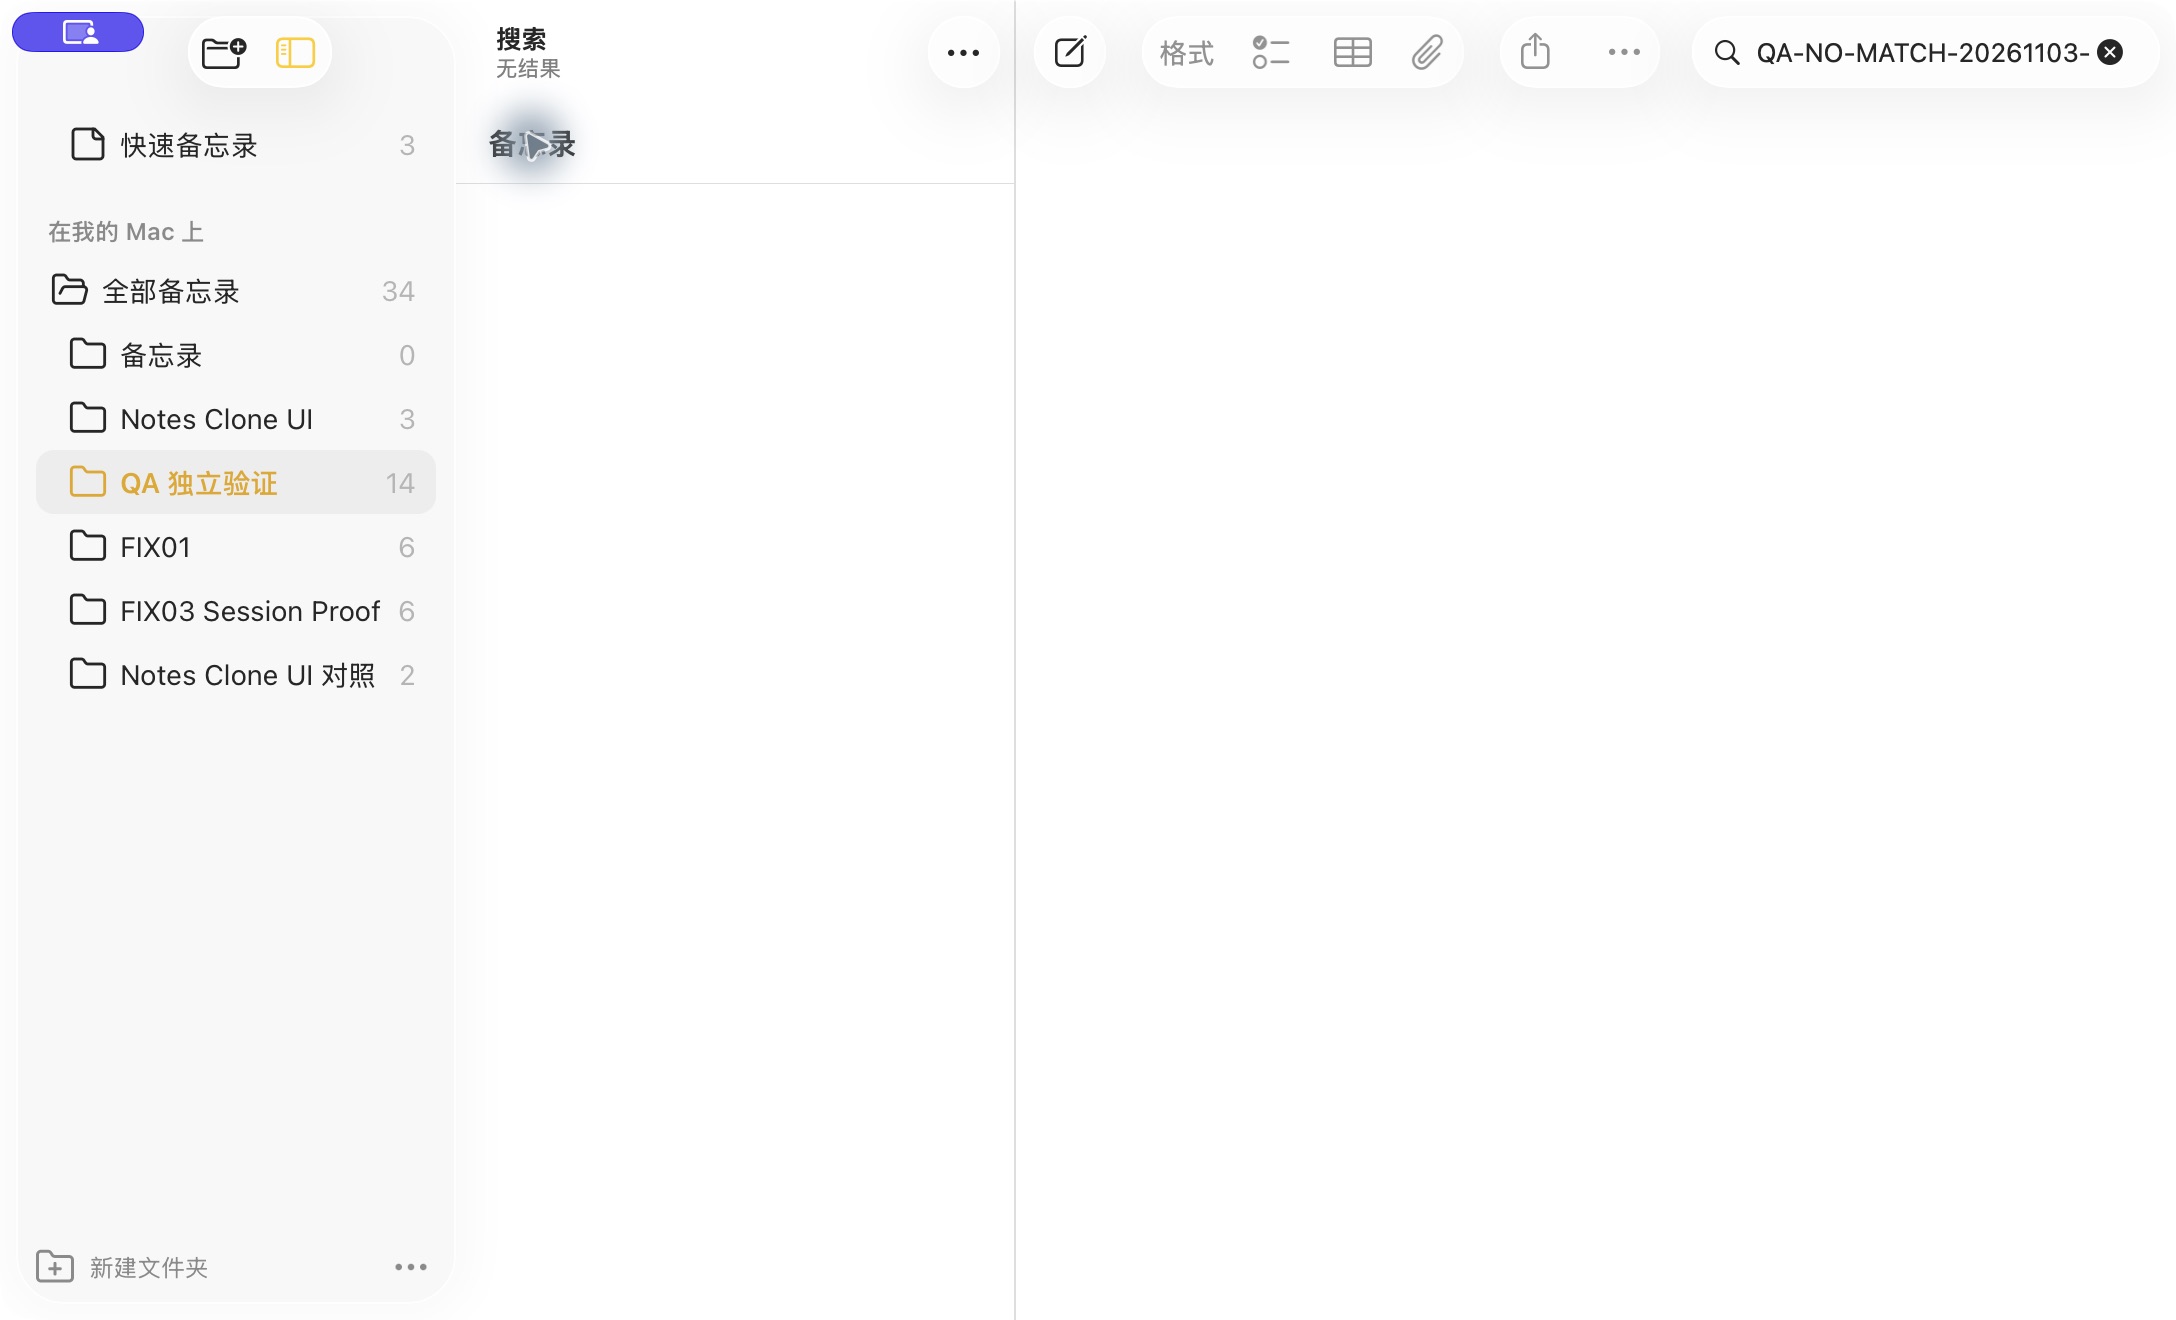 搜索
无结果
格式
QA-NO-MATCH-20261103-
快速备忘录 3
备忘录
在我的 Mac 上
全部备忘录 34
备忘录 0
Notes Clone UI 3
QA 独立验证 14
FIX01 6
FIX03 Session Proof 6
Notes Clone UI 对照 2
新建文件夹